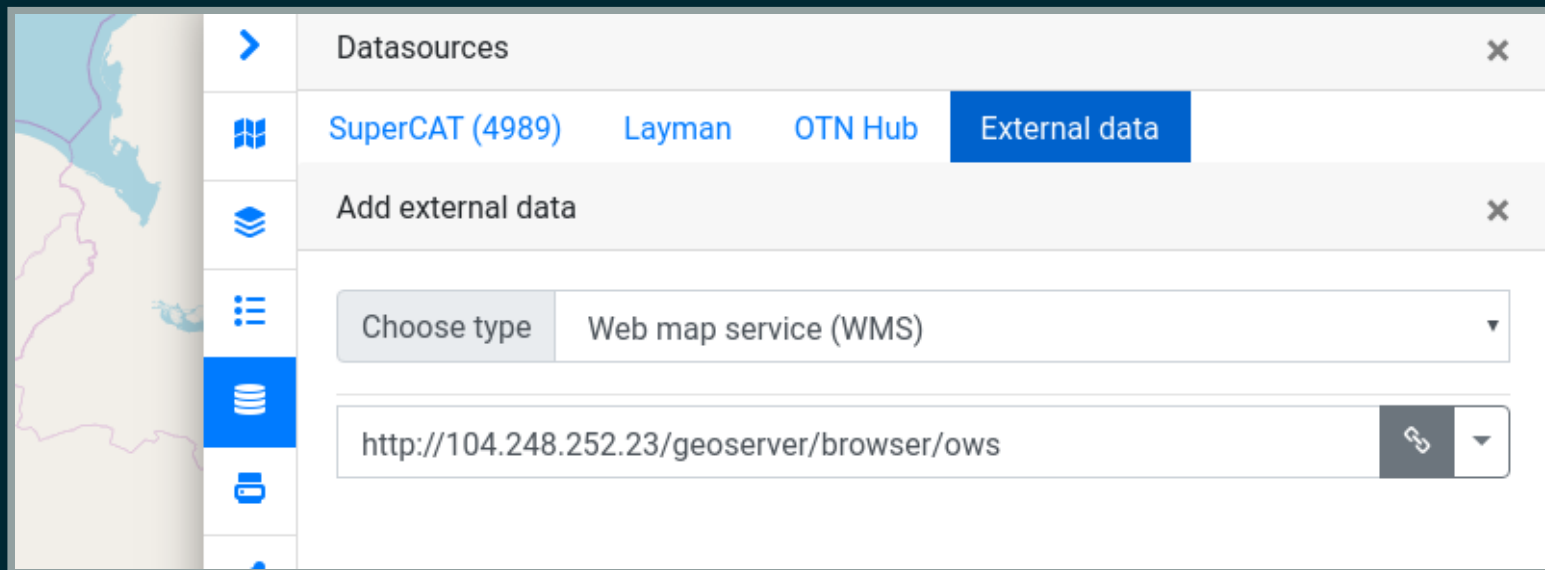 Datasources
SuperCAT (4989) Layman OTN Hub External data
Add external data
Choose type Web map service (WMS)
http://104.248.252.23/geoserver/browser/ows